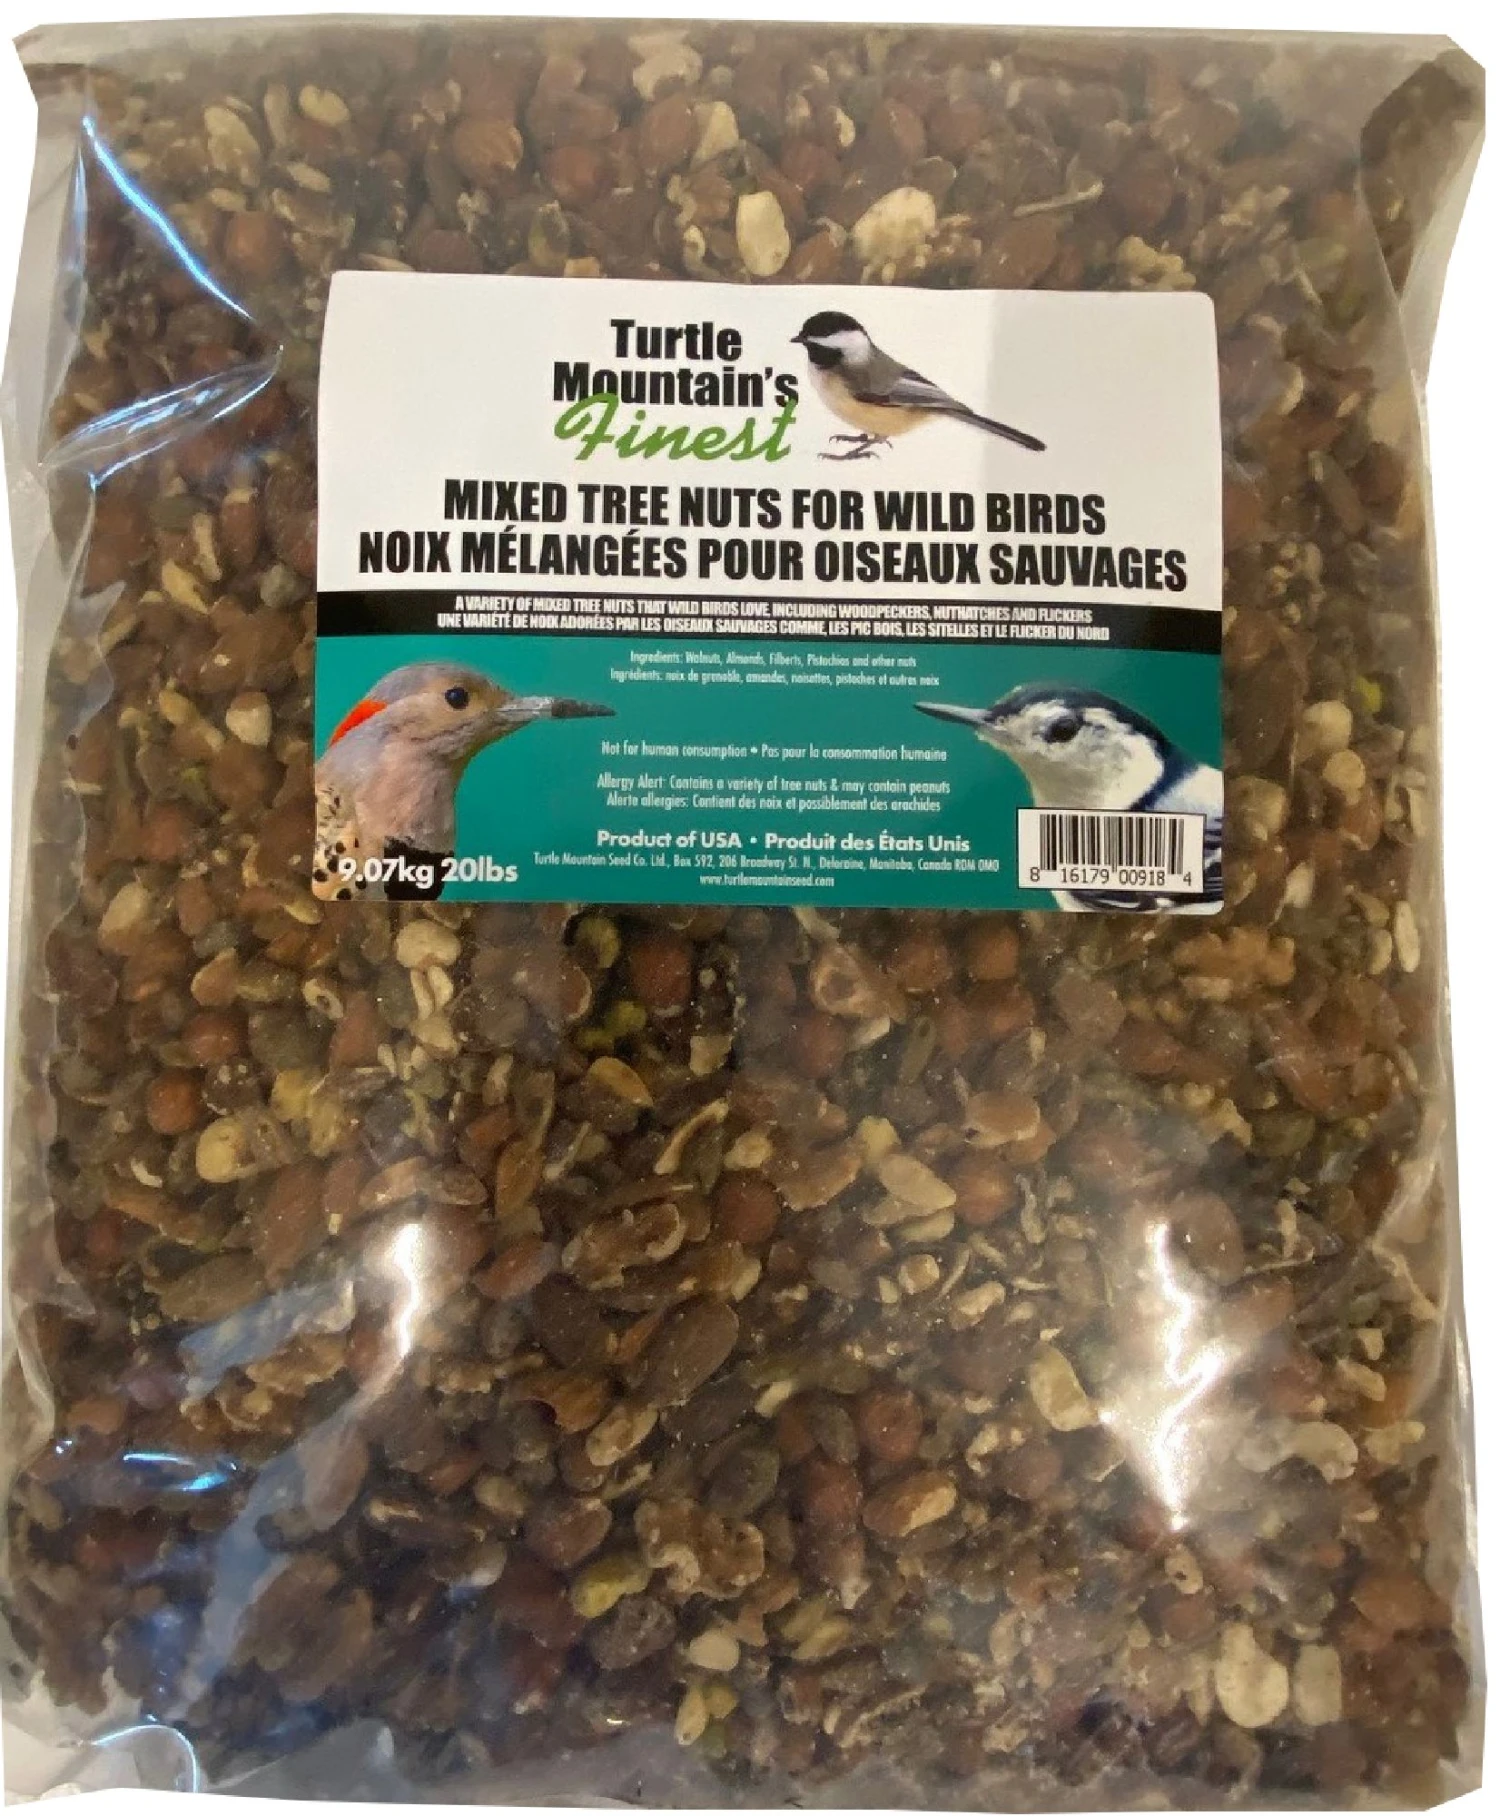 Turtle
Mountain's
Finest
MIXED TREE NUTS FOR WILD BIRDS
NOIX MÉLANGÉES POUR OISEAUX SAUVAGES
A VARIETY OF MIXED TREE NUTS THAT WILD BIRDS LOVE, INCLUDING WOODPECKERS, NUTHATCHES AND FLICKERS
UNE VARIÉTÉ DE NOIX ADORÉES PAR LES OISEAUX SAUVAGES COMME, LES PIC BOIS, LES SITELLES ET LE FLICKER DU NORD
Ingredients: Walnuts, Almonds, Filberts, Pistachios and other nuts
Ingrédients: noix de grenoble, amandes, noisettes, pistaches et autres noix
Not for human consumption • Pas pour la consommation humaine
Allergy Alert: Contains a variety of tree nuts & may contain peanuts
Alerte allergies: Contient des noix et possiblement des arachides
Product of USA • Produit des États Unis
9.07kg 20lbs
Turtle Mountain Seed Co. Ltd., Box 592, 206 Broadway St. N., Deloraine, Manitoba, Canada R0M 0M0
www.turtlemountainseed.com
8 16179 00918 4